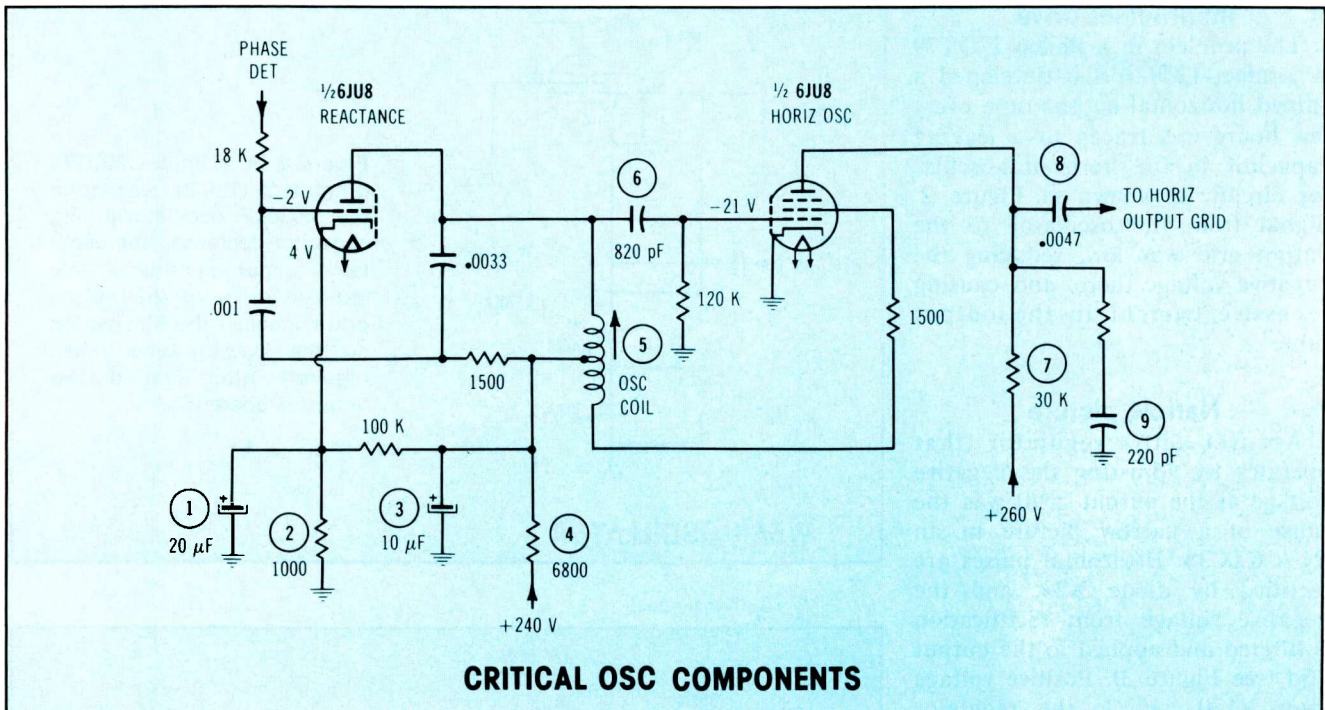 PHASE
DET
18 K
½ 6JU8
REACTANCE
−2 V
4 V
.001
.0033
1500
100 K
1
20 µF
2
1000
3
10 µF
4
6800
+240 V
5
OSC
COIL
6
820 pF
120 K
−21 V
½ 6JU8
HORIZ OSC
1500
8
.0047
TO HORIZ
OUTPUT GRID
7
30 K
9
220 pF
+260 V
CRITICAL OSC COMPONENTS